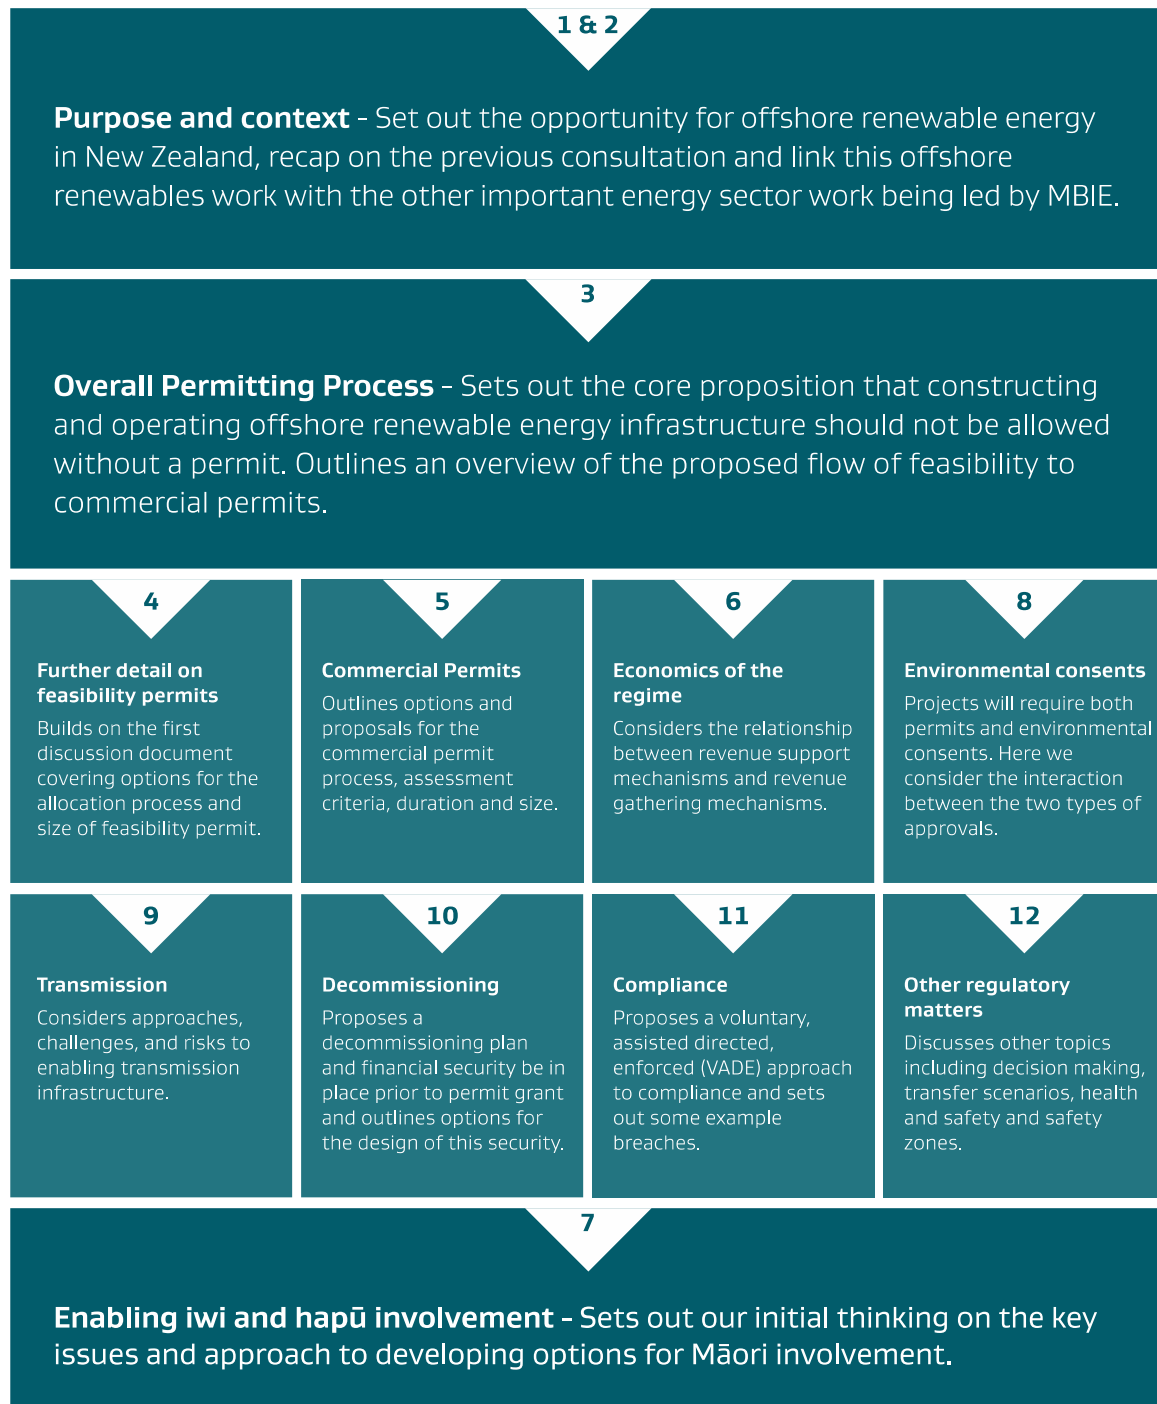 1 & 2
Purpose and context - Set out the opportunity for offshore renewable energy
in New Zealand, recap on the previous consultation and link this offshore
renewables work with the other important energy sector work being led by MBIE.
3
Overall Permitting Process - Sets out the core proposition that constructing
and operating offshore renewable energy infrastructure should not be allowed
without a permit. Outlines an overview of the proposed flow of feasibility to
commercial permits.
4
Further detail on
feasibility permits
Builds on the first
discussion document
covering options for the
allocation process and
size of feasibility permit.
5
Commercial Permits
Outlines options and
proposals for the
commercial permit
process, assessment
criteria, duration and size.
6
Economics of the
regime
Considers the relationship
between revenue support
mechanisms and revenue
gathering mechanisms.
8
Environmental consents
Projects will require both
permits and environmental
consents. Here we
consider the interaction
between the two types of
approvals.
9
Transmission
Considers approaches,
challenges, and risks to
enabling transmission
infrastructure.
10
Decommissioning
Proposes a
decommissioning plan
and financial security be in
place prior to permit grant
and outlines options for
the design of this security.
11
Compliance
Proposes a voluntary,
assisted directed,
enforced (VADE) approach
to compliance and sets
out some example
breaches.
12
Other regulatory
matters
Discusses other topics
including decision making,
transfer scenarios, health
and safety and safety
zones.
7
Enabling iwi and hapū involvement - Sets out our initial thinking on the key
issues and approach to developing options for Māori involvement.